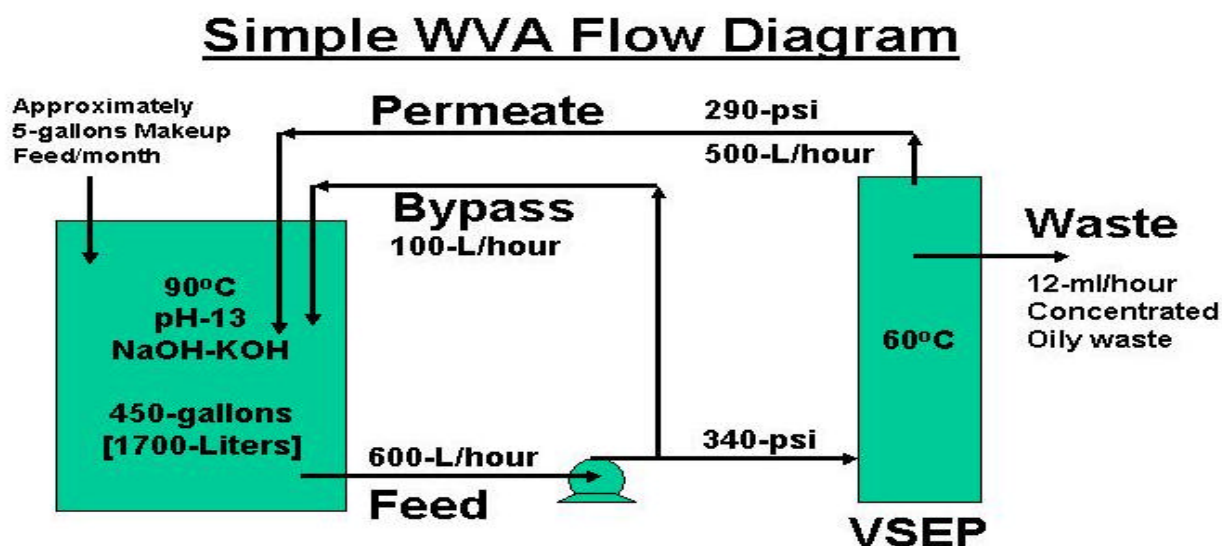 Simple WVA Flow Diagram
Approximately
5-gallons Makeup
Feed/month
Permeate
290-psi
500-L/hour
Bypass
100-L/hour
Waste
12-ml/hour
Concentrated
Oily waste
90oC
pH-13
NaOH-KOH
450-gallons
[1700-Liters]
60oC
600-L/hour
Feed
340-psi
VSEP